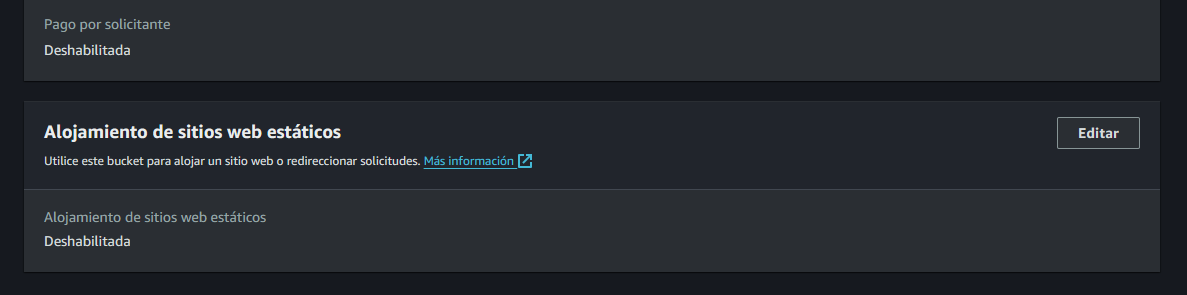 Pago por solicitante
Deshabilitada
Alojamiento de sitios web estáticos
Editar
Utilice este bucket para alojar un sitio web o redireccionar solicitudes. Más información
Alojamiento de sitios web estáticos
Deshabilitada